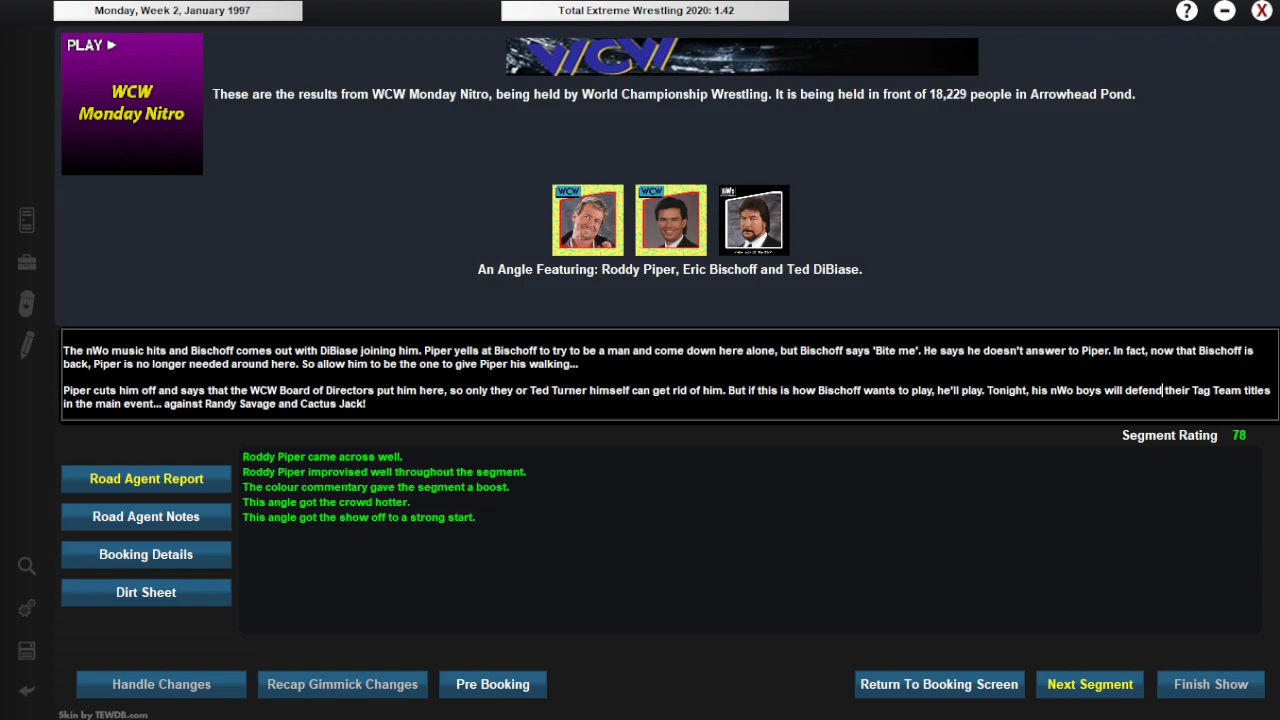 Monday, Week 2, January 1997
Total Extreme Wrestling 2020: 1.42
? – X
PLAY ►
WCW
Monday Nitro
WCW
These are the results from WCW Monday Nitro, being held by World Championship Wrestling. It is being held in front of 18,229 people in Arrowhead Pond.
WCW WCW nWo
An Angle Featuring: Roddy Piper, Eric Bischoff and Ted DiBiase.
The nWo music hits and Bischoff comes out with DiBiase joining him. Piper yells at Bischoff to try to be a man and come down here alone, but Bischoff says 'Bite me'. He says he doesn't answer to Piper. In fact, now that Bischoff is
back, Piper is no longer needed around here. So allow him to be the one to give Piper his walking...
Piper cuts him off and says that the WCW Board of Directors put him here, so only they or Ted Turner himself can get rid of him. But if this is how Bischoff wants to play, he'll play. Tonight, his nWo boys will defend their Tag Team titles
in the main event... against Randy Savage and Cactus Jack!
Segment Rating 78
Road Agent Report
Road Agent Notes
Booking Details
Dirt Sheet
Roddy Piper came across well.
Roddy Piper improvised well throughout the segment.
The colour commentary gave the segment a boost.
This angle got the crowd hotter.
This angle got the show off to a strong start.
Handle Changes
Recap Gimmick Changes
Pre Booking
Return To Booking Screen
Next Segment
Finish Show
Skin by TEWDB.com